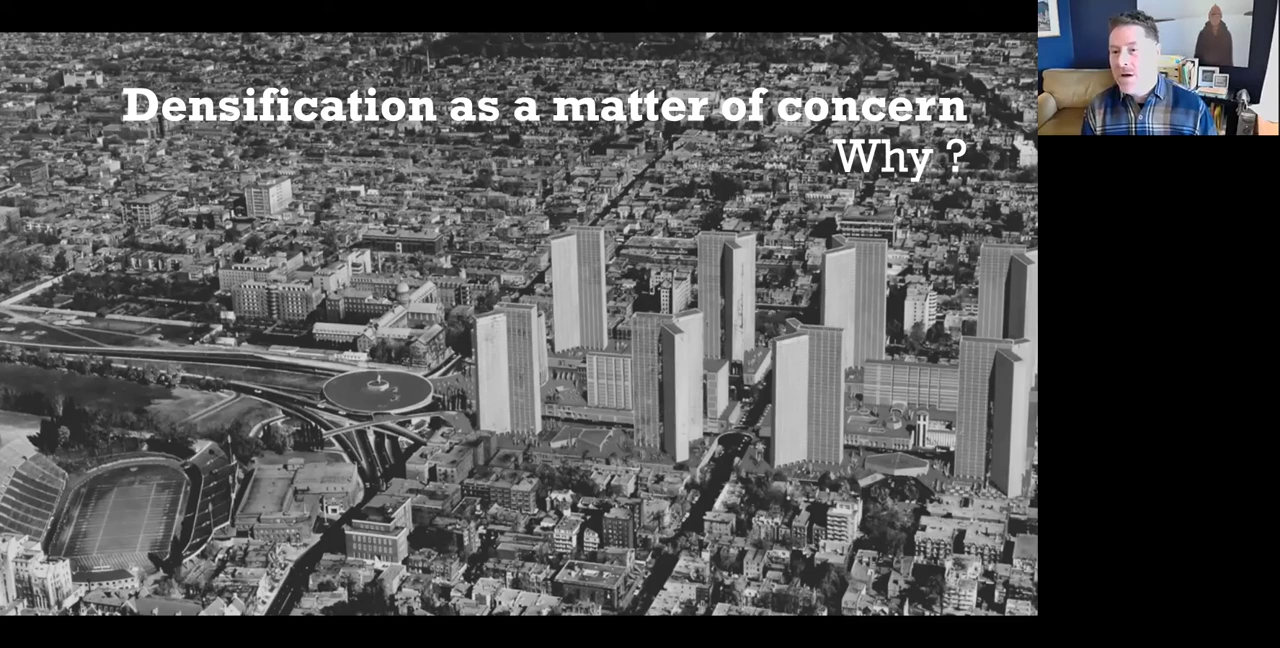 Densification as a matter of concern
Why ?